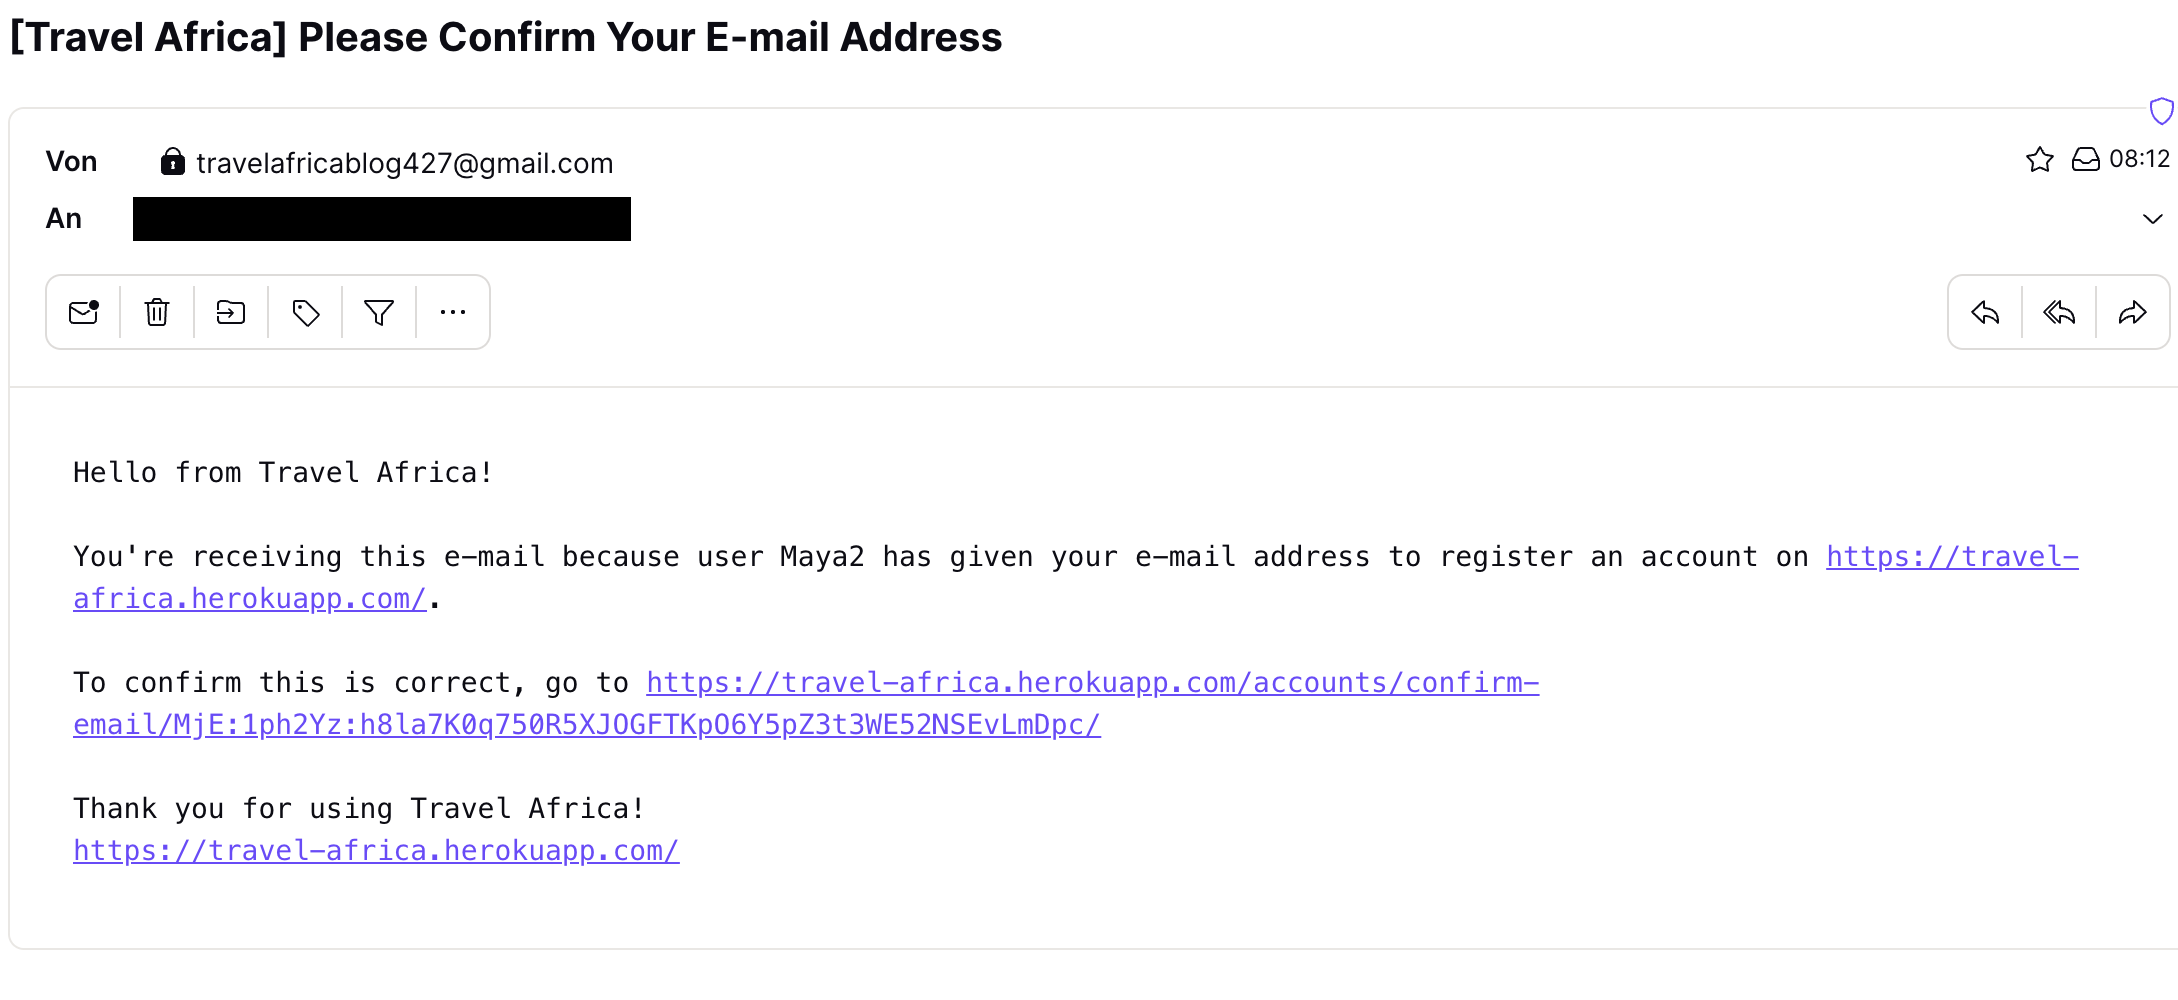 [Travel Africa] Please Confirm Your E-mail Address
Von travelafricablog427@gmail.com 08:12
An
Hello from Travel Africa!
You're receiving this e-mail because user Maya2 has given your e-mail address to register an account on https://travel-
africa.herokuapp.com/.
To confirm this is correct, go to https://travel-africa.herokuapp.com/accounts/confirm-
email/MjE:1ph2Yz:h8la7K0q750R5XJOGFTKpO6Y5pZ3t3WE52NSEvLmDpc/
Thank you for using Travel Africa!
https://travel-africa.herokuapp.com/